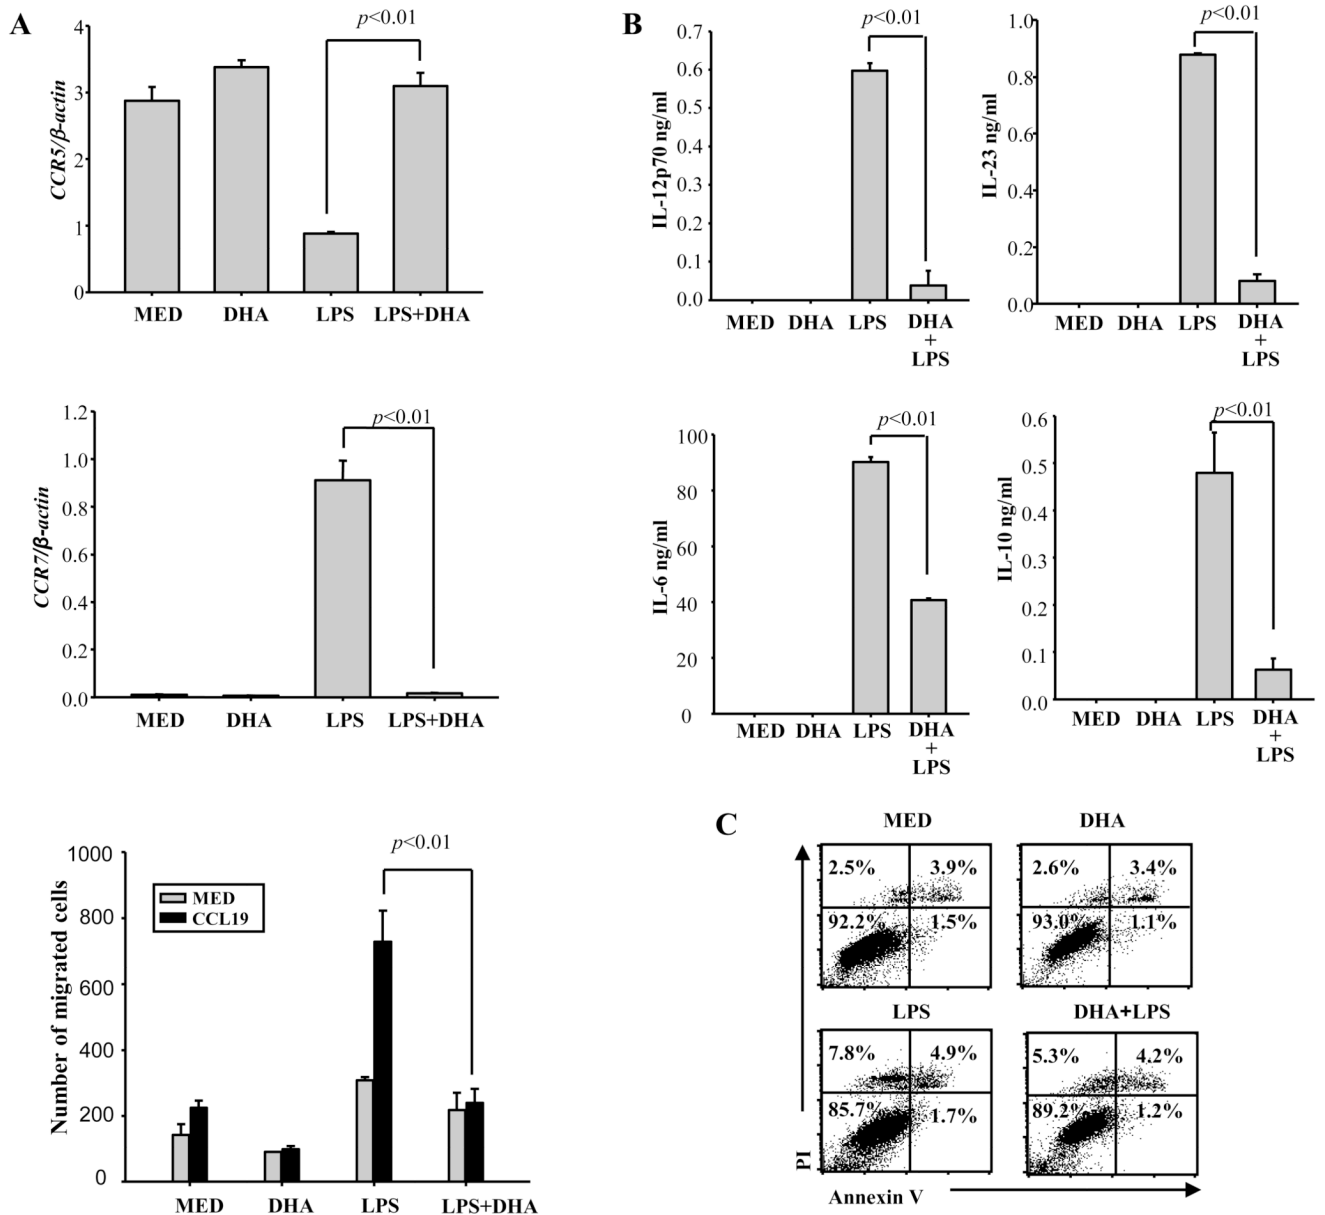 A
p<0.01
4
3
2
1
0
CCR5/β-actin
MED DHA LPS LPS+DHA
p<0.01
1.2
1.0
0.8
0.6
0.4
0.2
0.0
CCR7/β-actin
MED DHA LPS LPS+DHA
p<0.01
1000
800
600
400
200
0
Number of migrated cells
MED
CCL19
MED DHA LPS LPS+DHA
B
p<0.01
0.7
0.6
0.5
0.4
0.3
0.2
0.1
0.0
IL-12p70 ng/ml
MED DHA LPS DHA
+
LPS
p<0.01
1.0
0.8
0.6
0.4
0.2
0.0
IL-23 ng/ml
MED DHA LPS DHA
+
LPS
p<0.01
100
80
60
40
20
0
IL-6 ng/ml
MED DHA LPS DHA
+
LPS
p<0.01
0.6
0.5
0.4
0.3
0.2
0.1
0.0
IL-10 ng/ml
MED DHA LPS DHA
+
LPS
C
MED DHA
2.5% 3.9% 2.6% 3.4%
92.2% 1.5% 93.0% 1.1%
LPS DHA+LPS
7.8% 4.9% 5.3% 4.2%
85.7% 1.7% 89.2% 1.2%
PI
Annexin V